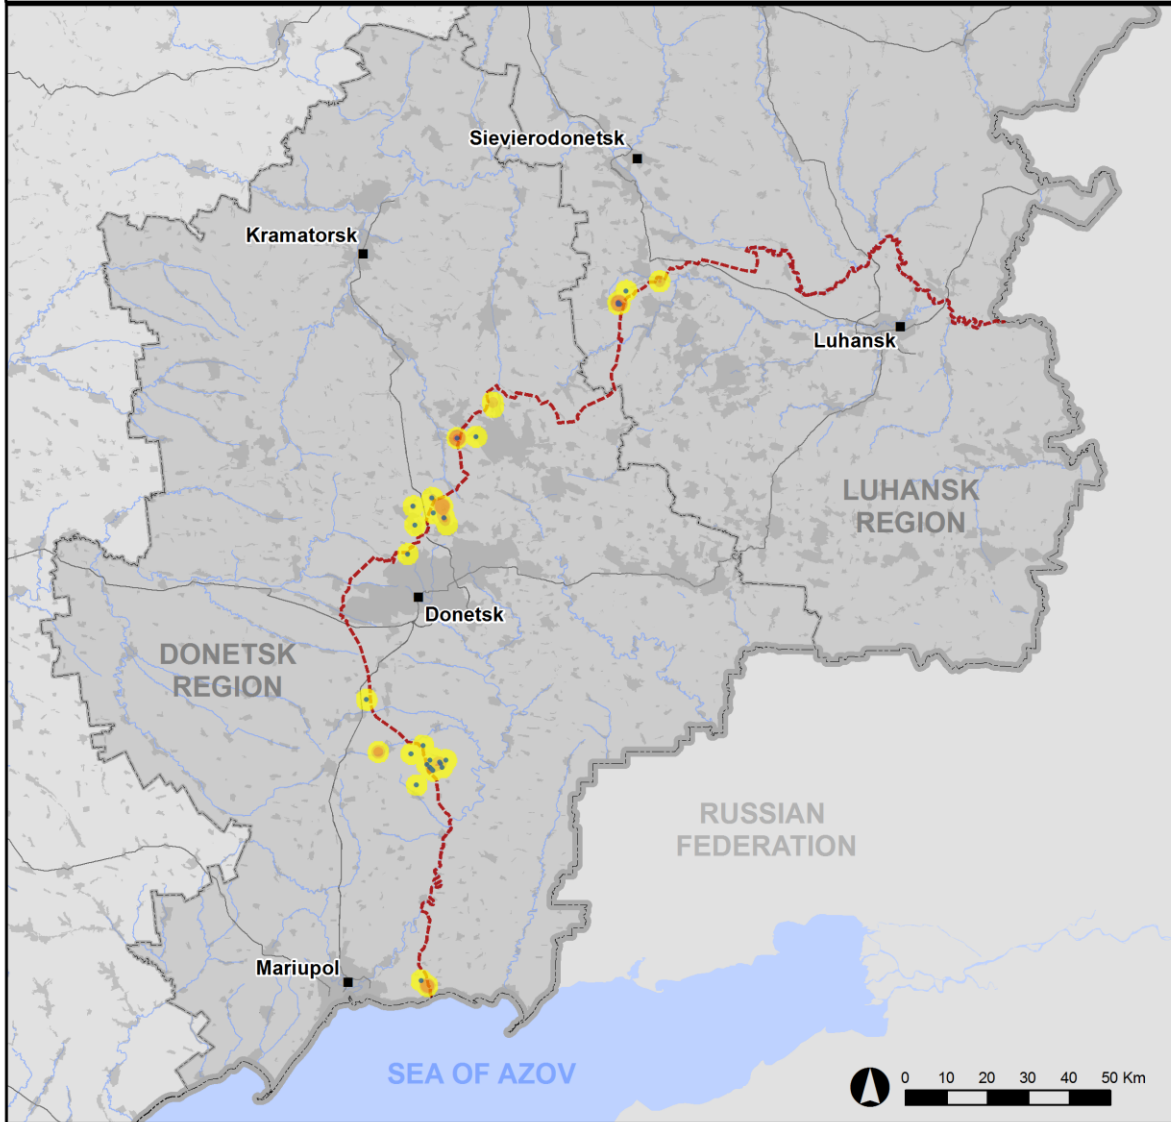 Sievierodonetsk
Kramatorsk
Luhansk
LUHANSK
REGION
Donetsk
DONETSK
REGION
RUSSIAN
FEDERATION
Mariupol
SEA OF AZOV
0 10 20 30 40 50 Km